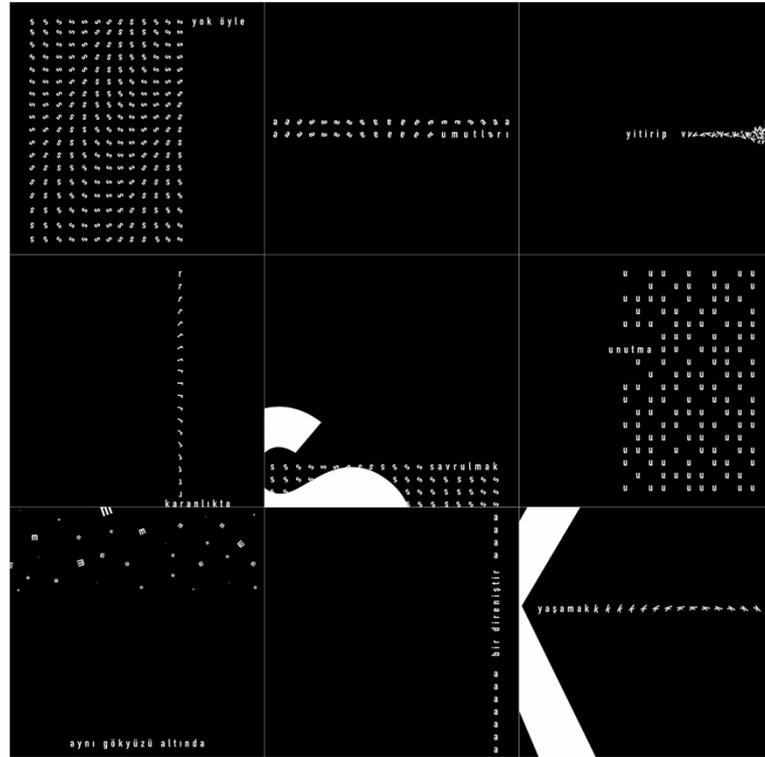 yok öyle
umutları
yitirip
karanlıkta
savrulmak
unutma
aynı gökyüzü altında
bir direniştir
yaşamak